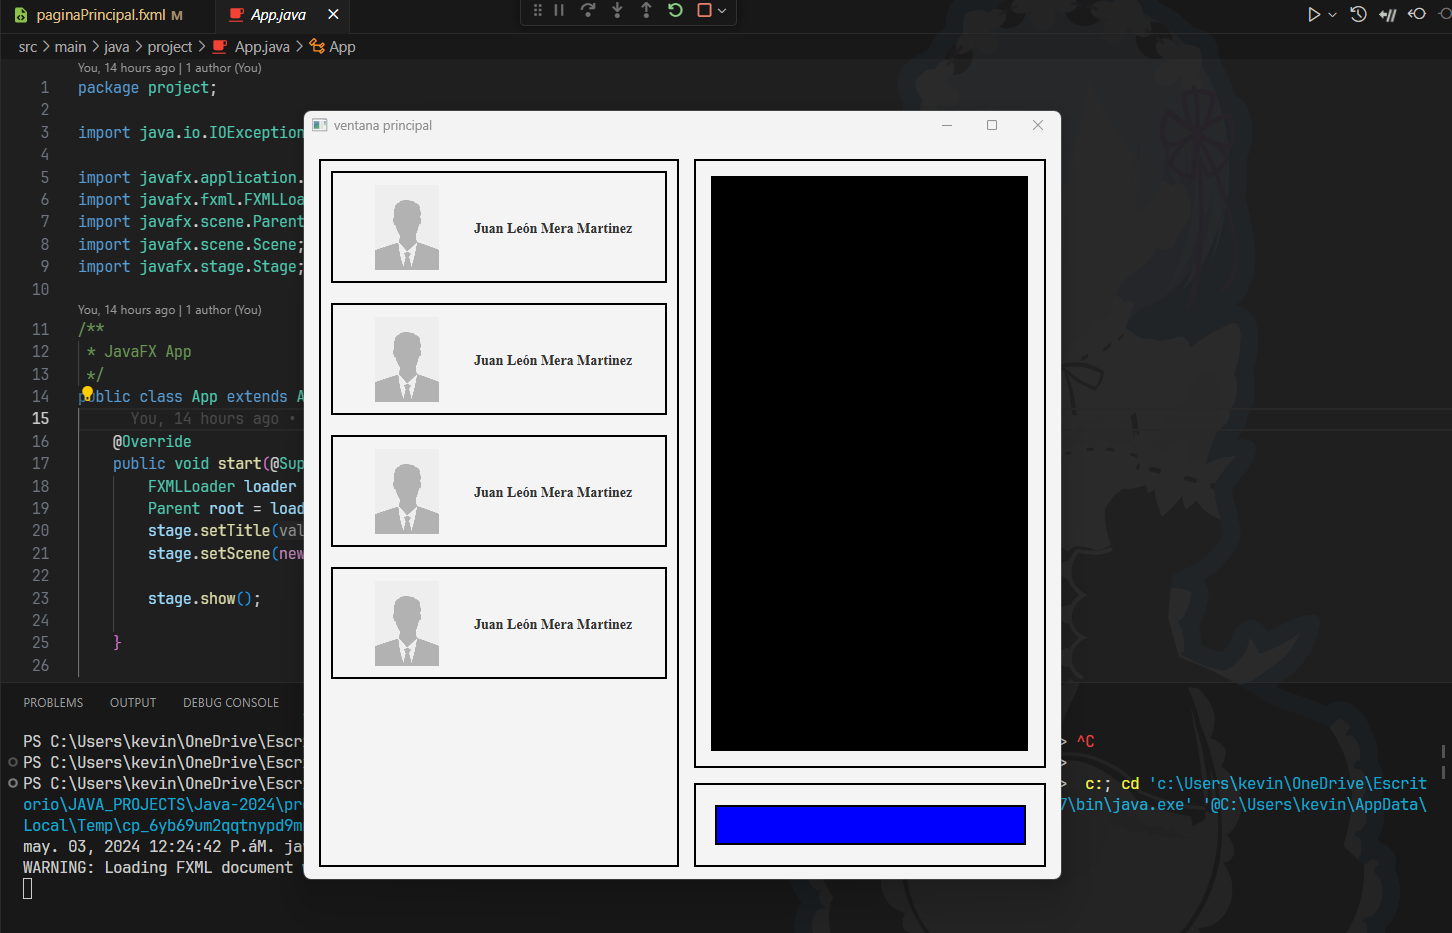 paginaPrincipal.fxml M
App.java
src > main > java > project > App.java > App
You, 14 hours ago | 1 author (You)
1 package project;
2
3 import java.io.IOException
4
5 import javafx.application.
6 import javafx.fxml.FXMLLoa
7 import javafx.scene.Parent
8 import javafx.scene.Scene;
9 import javafx.stage.Stage;
10
You, 14 hours ago | 1 author (You)
11 /**
12 * JavaFX App
13 */
14 public class App extends A
15 You, 14 hours ago •
16 @Override
17 public void start(@Sup
18 FXMLLoader loader
19 Parent root = load
20 stage.setTitle(val
21 stage.setScene(new
22
23 stage.show();
24
25 }
26
ventana principal
Juan León Mera Martinez
Juan León Mera Martinez
Juan León Mera Martinez
Juan León Mera Martinez
PROBLEMS OUTPUT DEBUG CONSOLE
PS C:\Users\kevin\OneDrive\Escri > ^C
PS C:\Users\kevin\OneDrive\Escri >
PS C:\Users\kevin\OneDrive\Escri > c:; cd 'c:\Users\kevin\OneDrive\Escrit
orio\JAVA_PROJECTS\Java-2024\pr 7\bin\java.exe' '@C:\Users\kevin\AppData\
Local\Temp\cp_6yb69um2qqtnypd9m
may. 03, 2024 12:24:42 P.áM. ja
WARNING: Loading FXML document